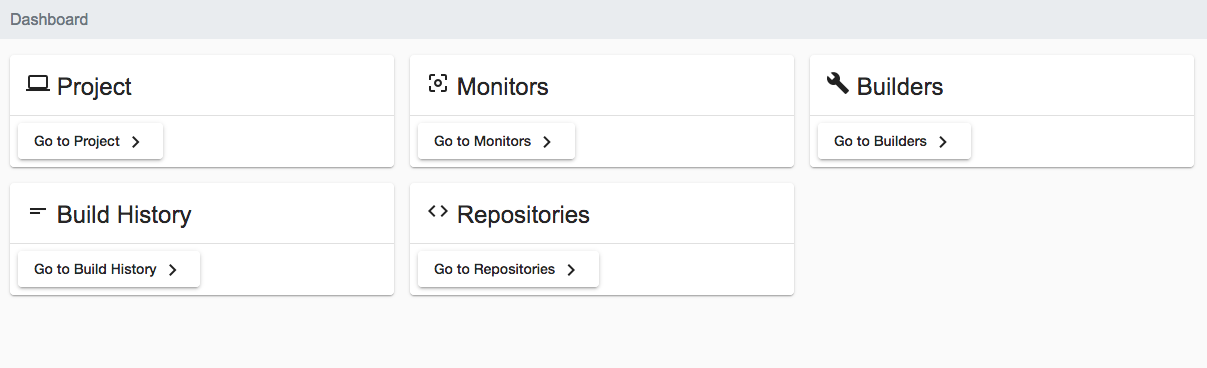 Dashboard
Project
Go to Project
Monitors
Go to Monitors
Builders
Go to Builders
Build History
Go to Build History
Repositories
Go to Repositories